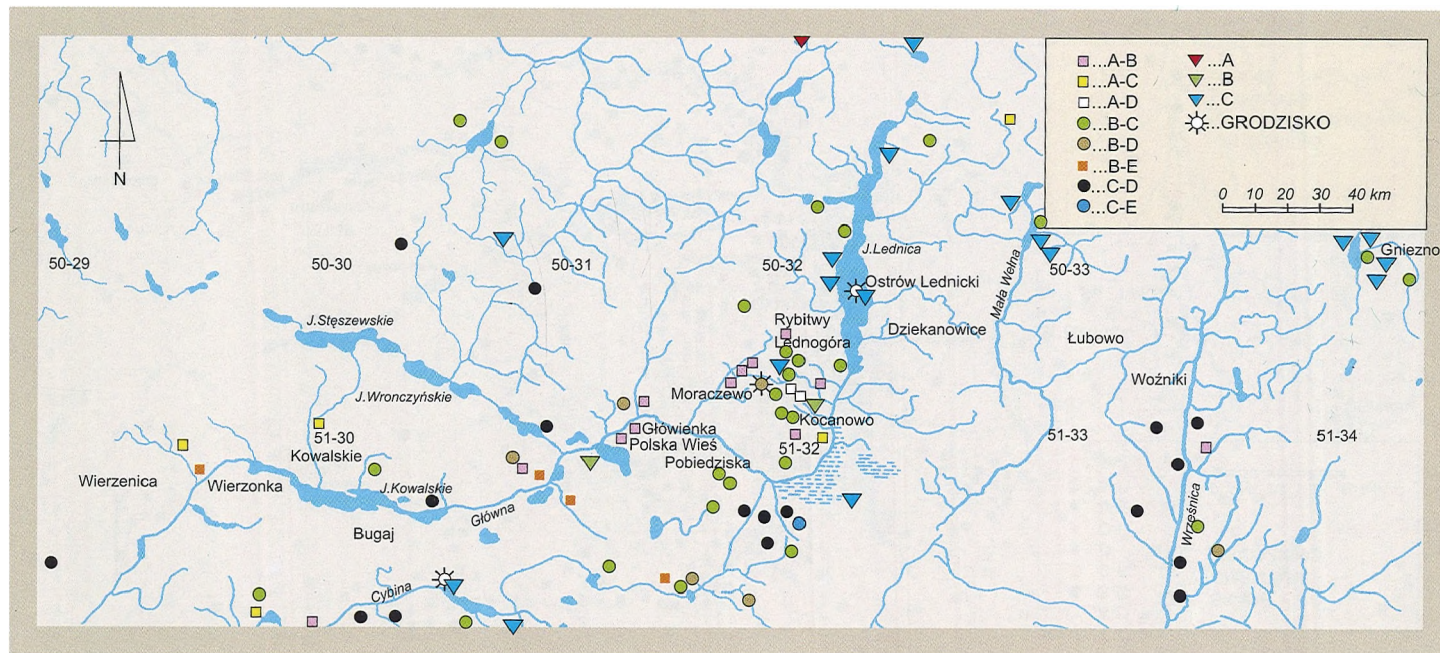 ...A-B
...A-C
...A-D
...B-C
...B-D
...B-E
...C-D
...C-E
...A
...B
...C
...GRODZISKO
0 10 20 30 40 km
N
50-29
50-30
50-31
50-32
J.Lednica
50-33
Gniezno
Ostrów Lednicki
Mała Wełna
J.Stęszewskie
Rybitwy
Dziekanowice
Lednogóra
Łubowo
Woźniki
J.Wronczyńskie
Moraczewo
Kocanowo
51-30
Kowalskie
Główienka
Polska Wieś
51-32
51-33
51-34
Pobiedziska
Wierzenica
Wierzonka
J.Kowalskie
Główna
Bugaj
Wrześnica
Cybina